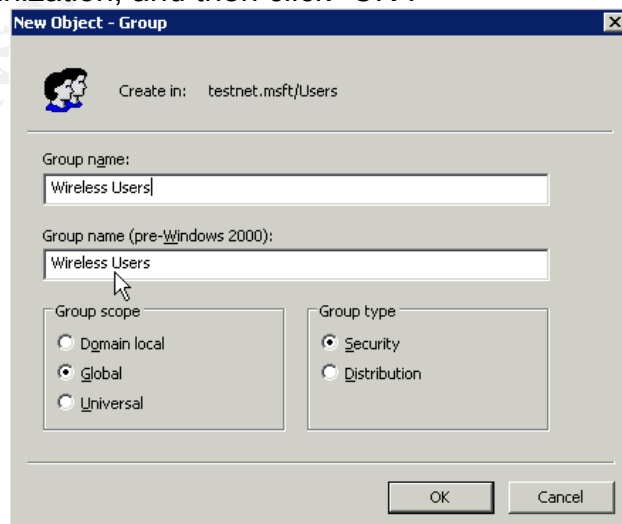 New Object - Group
Create in: testnet.msft/Users
Group name:
Wireless Users
Group name (pre-Windows 2000):
Wireless Users
Group scope
Domain local
Global
Universal
Group type
Security
Distribution
OK
Cancel